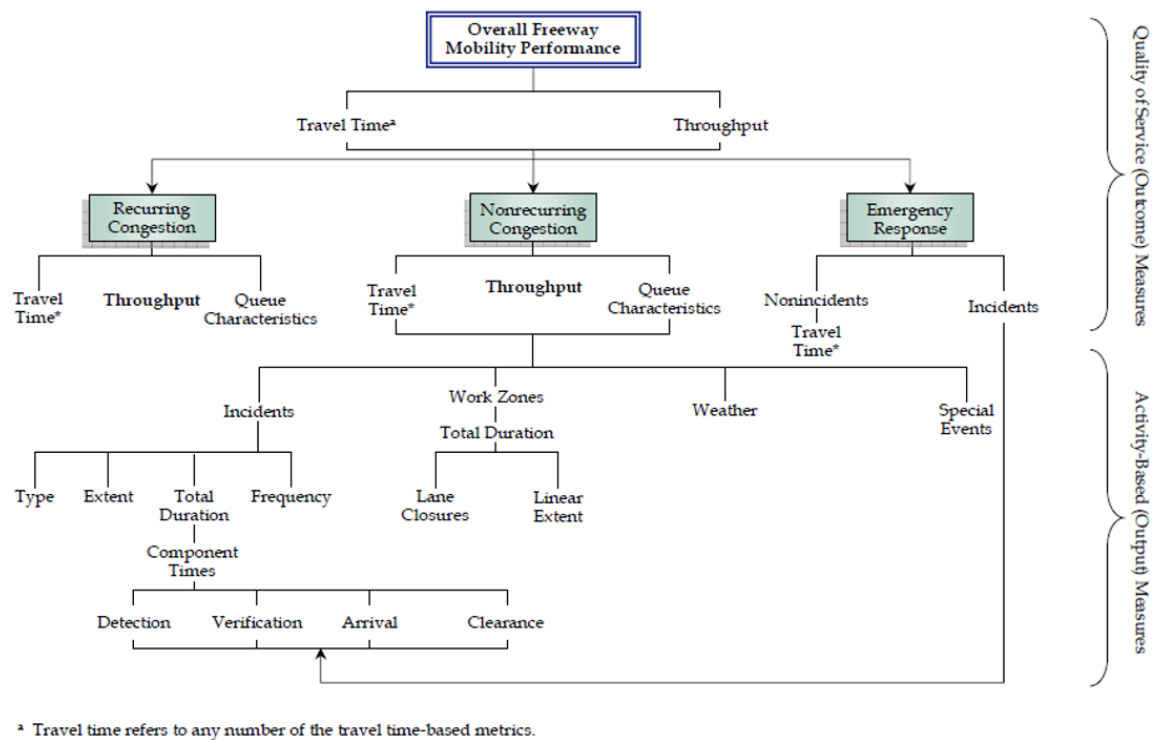 Overall Freeway
Mobility Performance
Travel Timeª
Throughput
Recurring
Congestion
Nonrecurring
Congestion
Emergency
Response
Travel
Time*
Throughput
Queue
Characteristics
Travel
Time*
Throughput
Queue
Characteristics
Nonincidents
Travel
Time*
Incidents
Quality of Service (Outcome) Measures
Incidents
Work Zones
Total Duration
Weather
Special
Events
Type
Extent
Total
Duration
Frequency
Lane
Closures
Linear
Extent
Component
Times
Detection
Verification
Arrival
Clearance
Activity-Based (Output) Measures
ª Travel time refers to any number of the travel time-based metrics.